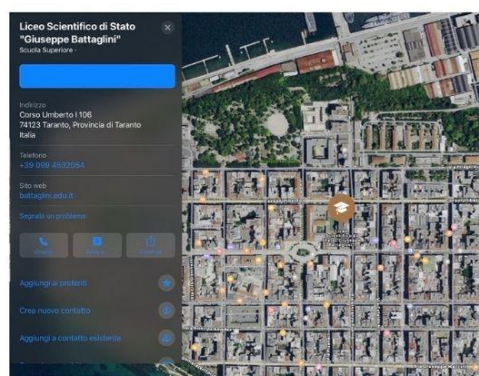 Liceo Scientifico di Stato
"Giuseppe Battaglini"
Scuola Superiore ·
Indirizzo
Corso Umberto I 106
74123 Taranto, Provincia di Taranto
Italia
Telefono
+39 099 4532054
Sito web
battaglini.edu.it
Segnala un problema
Aggiungi ai preferiti
Crea nuovo contatto
Aggiungi a contatto esistente